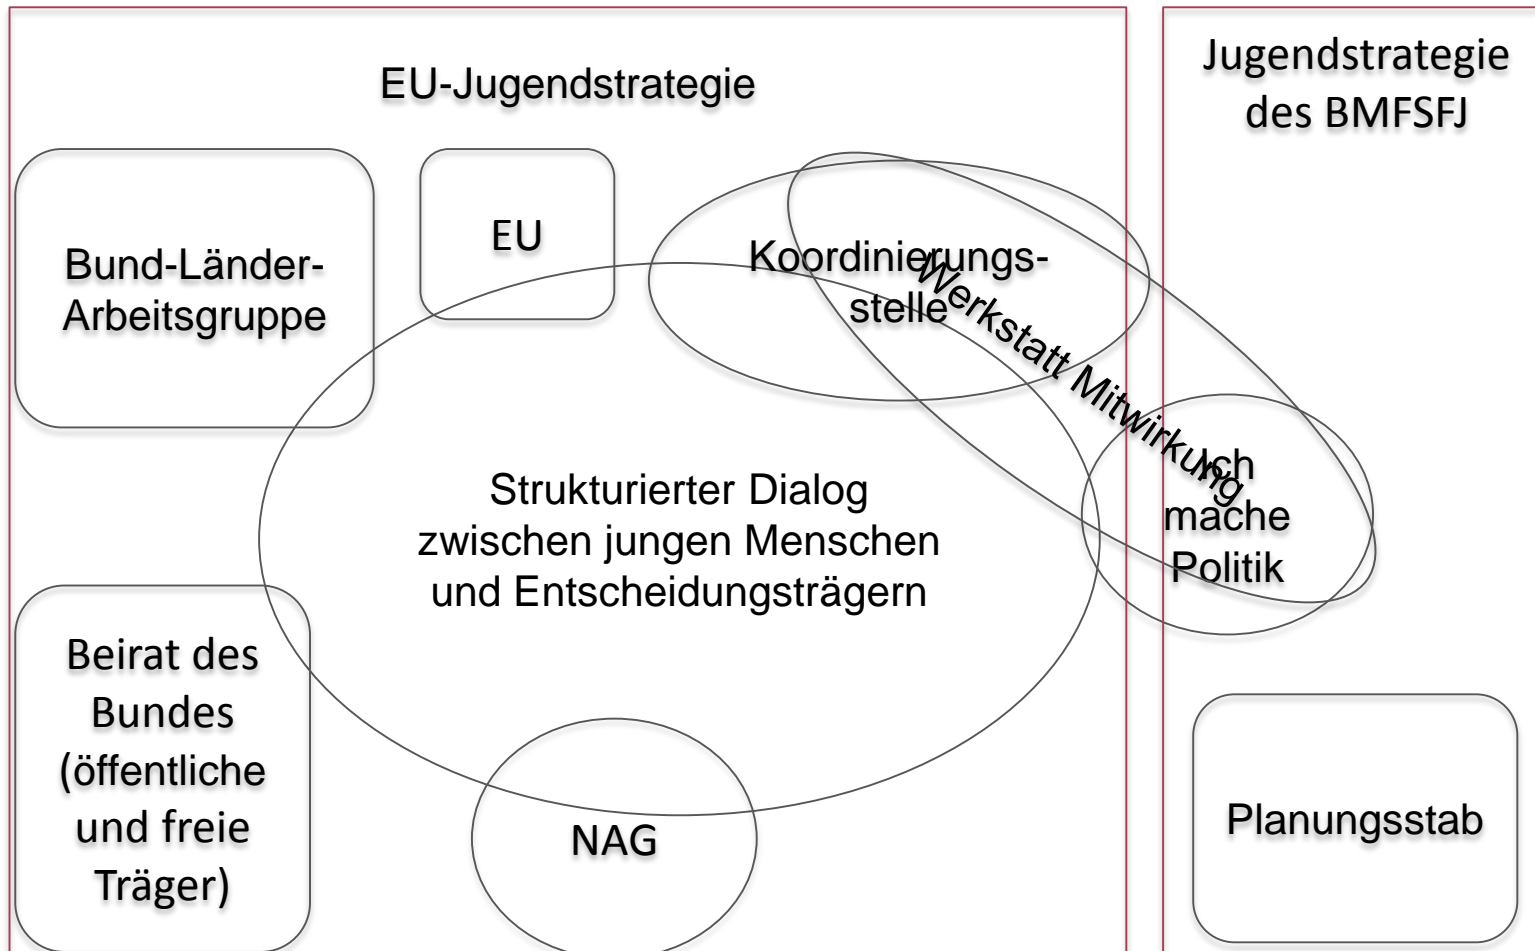 EU-Jugendstrategie
Jugendstrategie
des BMFSFJ
Bund-Länder-
Arbeitsgruppe
EU
Koordinierungs-
stelle
Werkstatt Mitwirkung
Ich
mache
Politik
Strukturierter Dialog
zwischen jungen Menschen
und Entscheidungsträgern
Beirat des
Bundes
(öffentliche
und freie
Träger)
NAG
Planungsstab